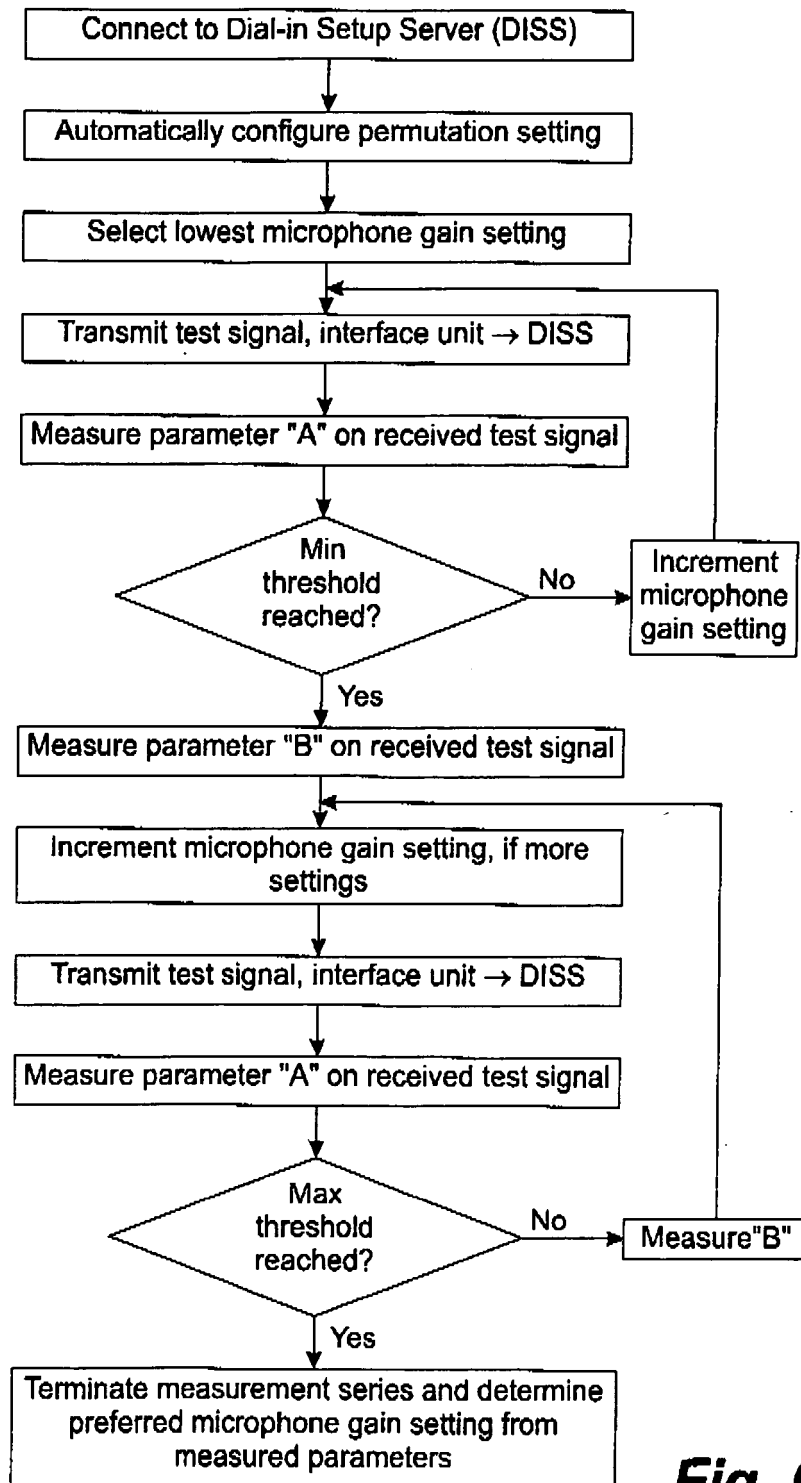 Connect to Dial-in Setup Server (DISS)
Automatically configure permutation setting
Select lowest microphone gain setting
Transmit test signal, interface unit → DISS
Measure parameter "A" on received test signal
Min
threshold
reached?
No
Increment
microphone
gain setting
Yes
Measure parameter "B" on received test signal
Increment microphone gain setting, if more
settings
Transmit test signal, interface unit → DISS
Measure parameter "A" on received test signal
Max
threshold
reached?
No
Measure"B"
Yes
Terminate measurement series and determine
preferred microphone gain setting from
measured parameters
Fig.